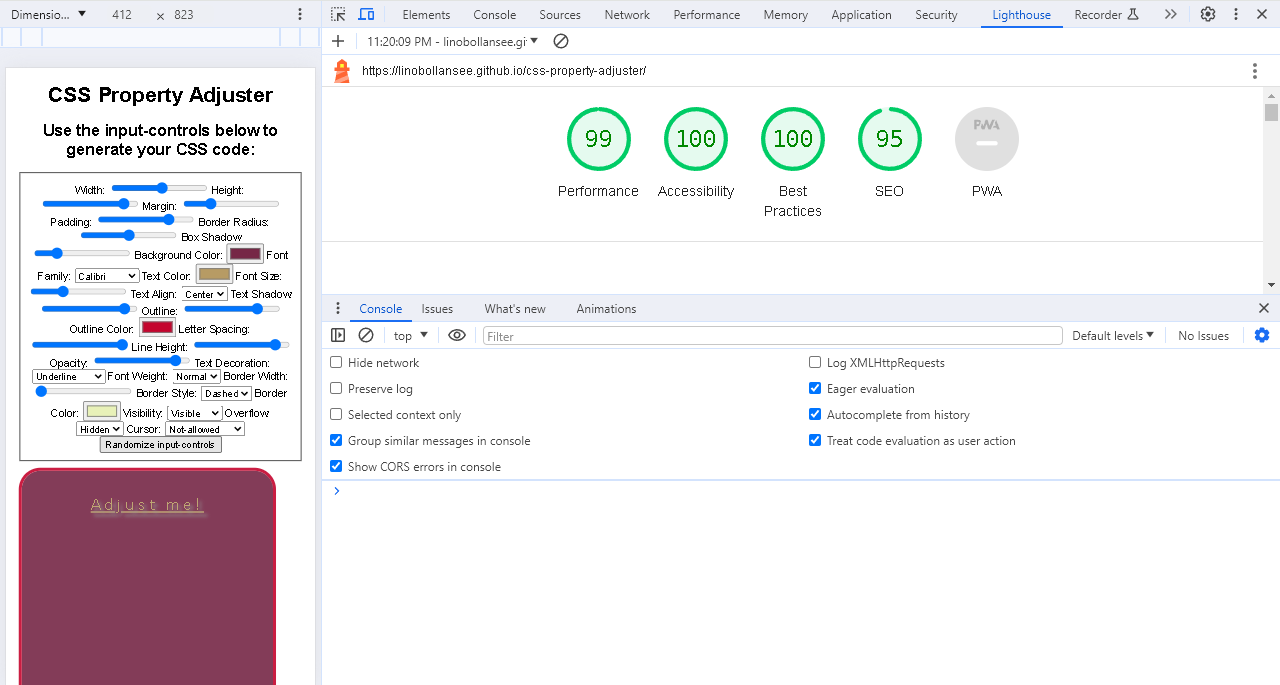 Dimensio... 412 × 823
Elements Console Sources Network Performance Memory Application Security Lighthouse Recorder
11:20:09 PM - linobollansee.gi
https://linobollansee.github.io/css-property-adjuster/
CSS Property Adjuster
Use the input-controls below to
generate your CSS code:
Width: Height:
Margin:
Padding: Border Radius:
Box Shadow
Background Color: Font
Family: Calibri Text Color: Font Size:
Text Align: Center Text Shadow
Outline:
Outline Color: Letter Spacing:
Line Height:
Opacity: Text Decoration:
Underline Font Weight: Normal Border Width:
Border Style: Dashed Border
Color: Visibility: Visible Overflow
Hidden Cursor: Not-allowed
Randomize input-controls
Adjust me!
99 100 100 95 PWA
Performance Accessibility Best Practices SEO PWA
Console Issues What's new Animations
top Filter Default levels No Issues
Hide network Log XMLHttpRequests
Preserve log Eager evaluation
Selected context only Autocomplete from history
Group similar messages in console Treat code evaluation as user action
Show CORS errors in console